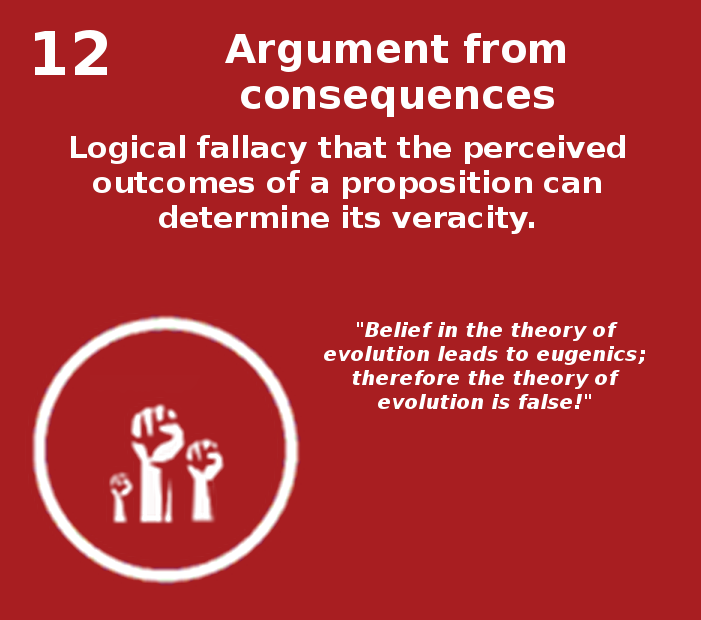 12
Argument from
consequences
Logical fallacy that the perceived
outcomes of a proposition can
determine its veracity.
"Belief in the theory of
evolution leads to eugenics;
therefore the theory of
evolution is false!"